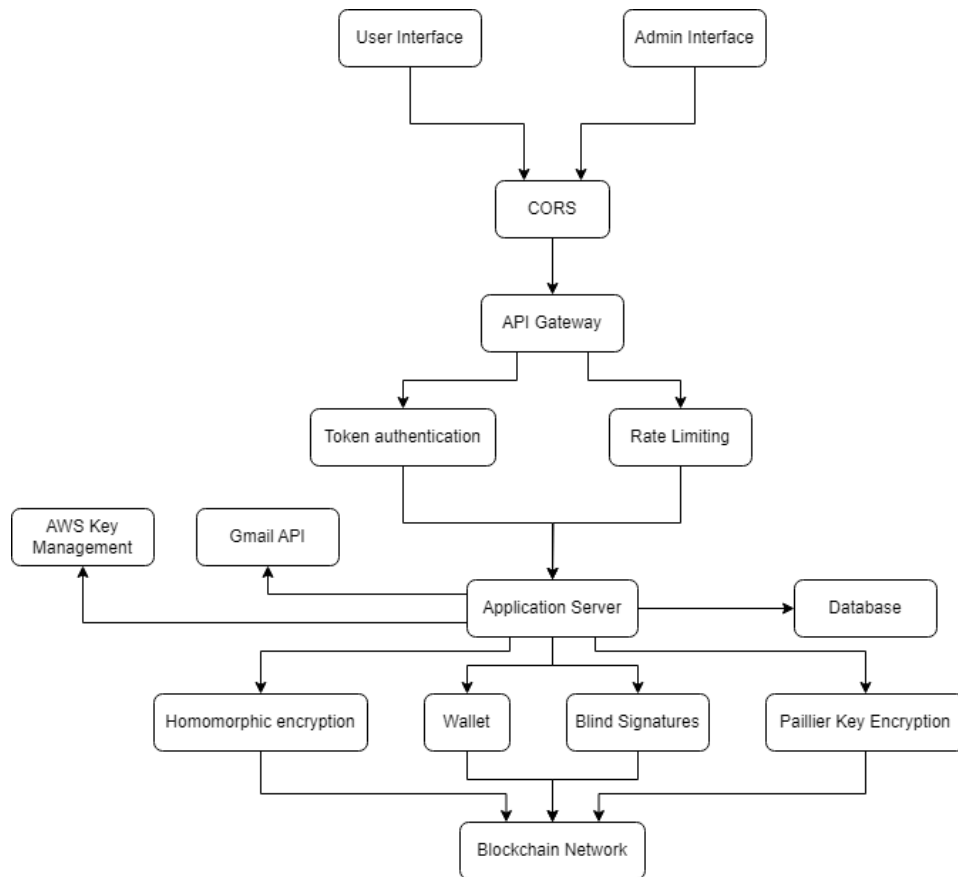 User Interface
Admin Interface
CORS
API Gateway
Token authentication
Rate Limiting
AWS Key
Management
Gmail API
Application Server
Database
Homomorphic encryption
Wallet
Blind Signatures
Paillier Key Encryption
Blockchain Network